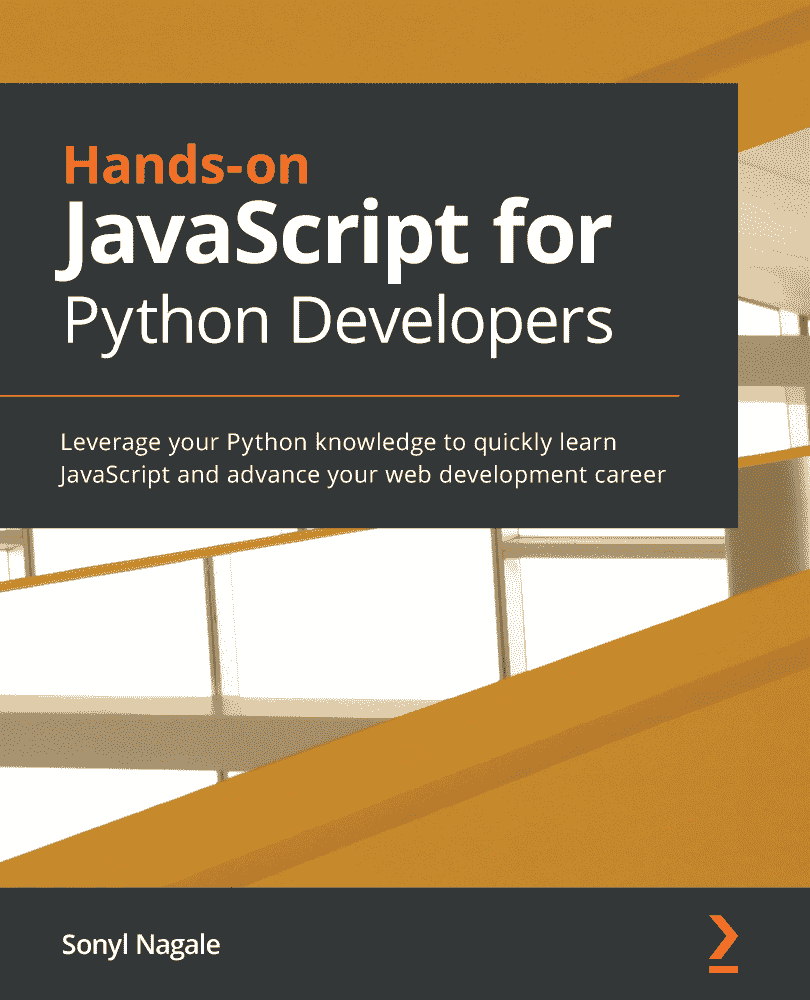 Hands-on
JavaScript for
Python Developers
Leverage your Python knowledge to quickly learn
JavaScript and advance your web development career
Sonyl Nagale